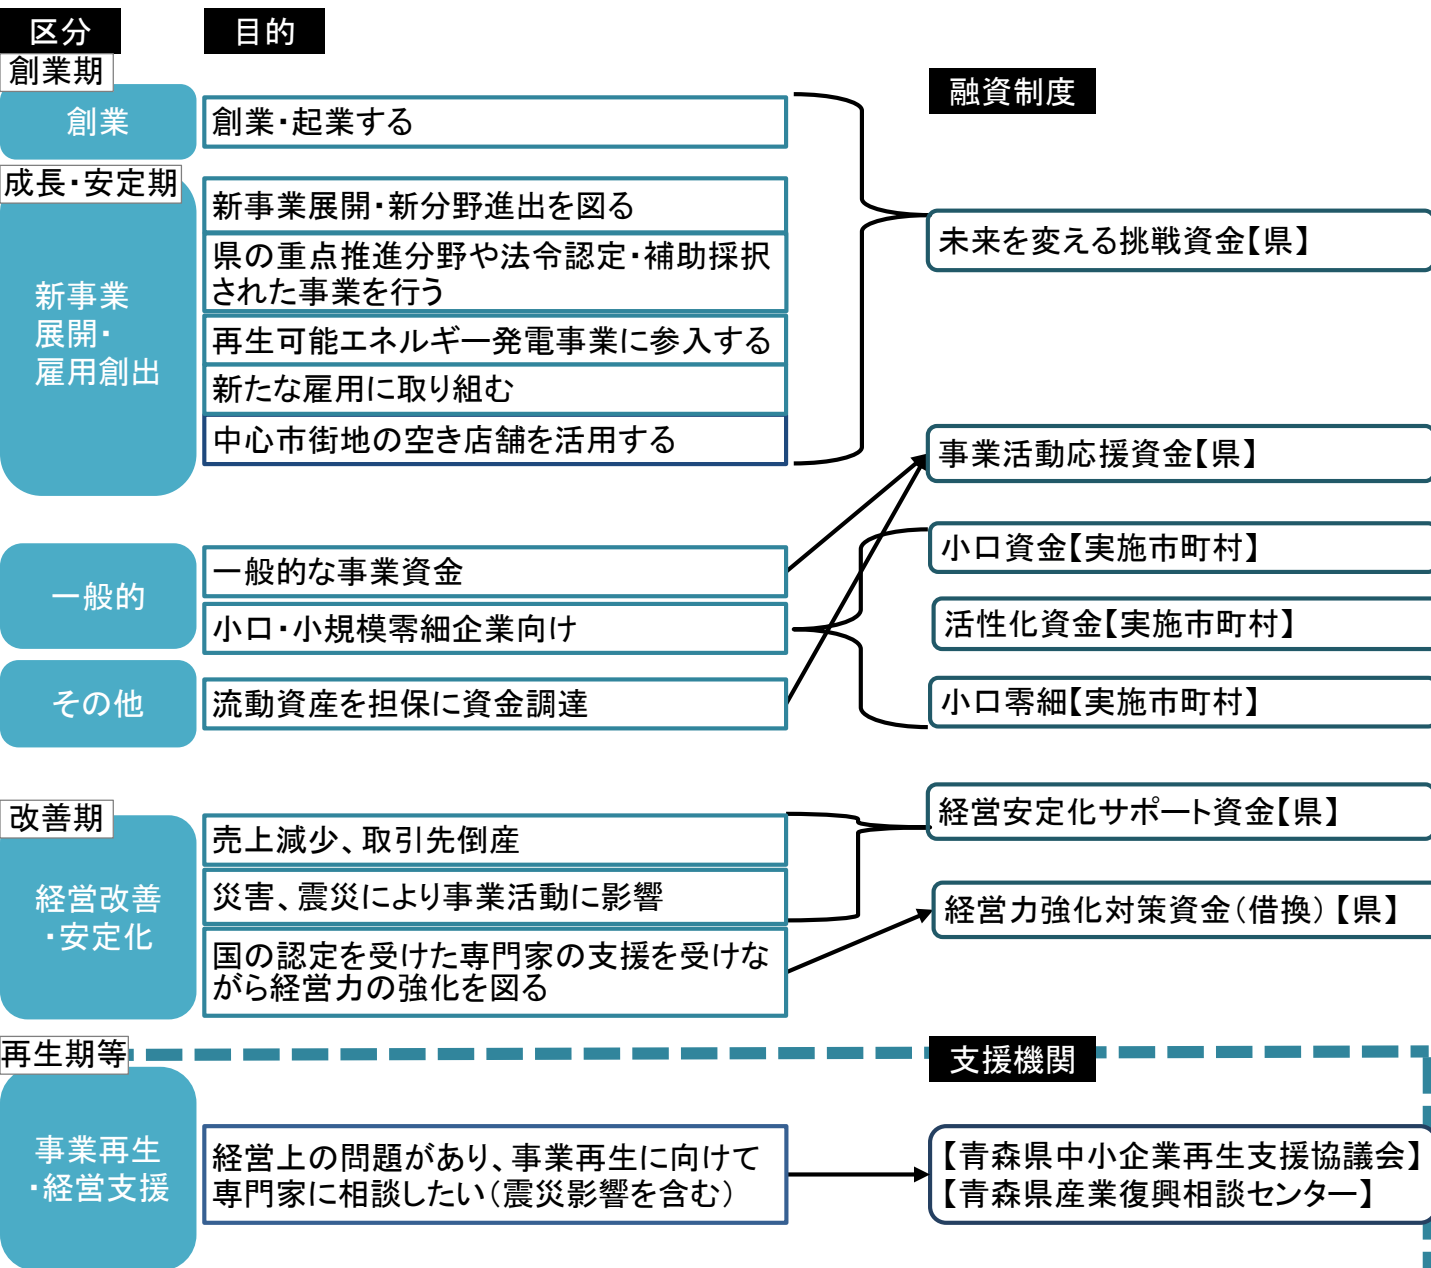 区分
目的
創業期
創業
創業・起業する
融資制度
成長・安定期
新事業
展開・
雇用創出
新事業展開・新分野進出を図る
県の重点推進分野や法令認定・補助採択
された事業を行う
再生可能エネルギー発電事業に参入する
新たな雇用に取り組む
中心市街地の空き店舗を活用する
未来を変える挑戦資金【県】
事業活動応援資金【県】
一般的
一般的な事業資金
小口・小規模零細企業向け
小口資金【実施市町村】
活性化資金【実施市町村】
小口零細【実施市町村】
その他
流動資産を担保に資金調達
改善期
経営改善
・安定化
売上減少、取引先倒産
災害、震災により事業活動に影響
国の認定を受けた専門家の支援を受けな
がら経営力の強化を図る
経営安定化サポート資金【県】
経営力強化対策資金（借換）【県】
再生期等
支援機関
事業再生
・経営支援
経営上の問題があり、事業再生に向けて
専門家に相談したい（震災影響を含む）
【青森県中小企業再生支援協議会】
【青森県産業復興相談センター】